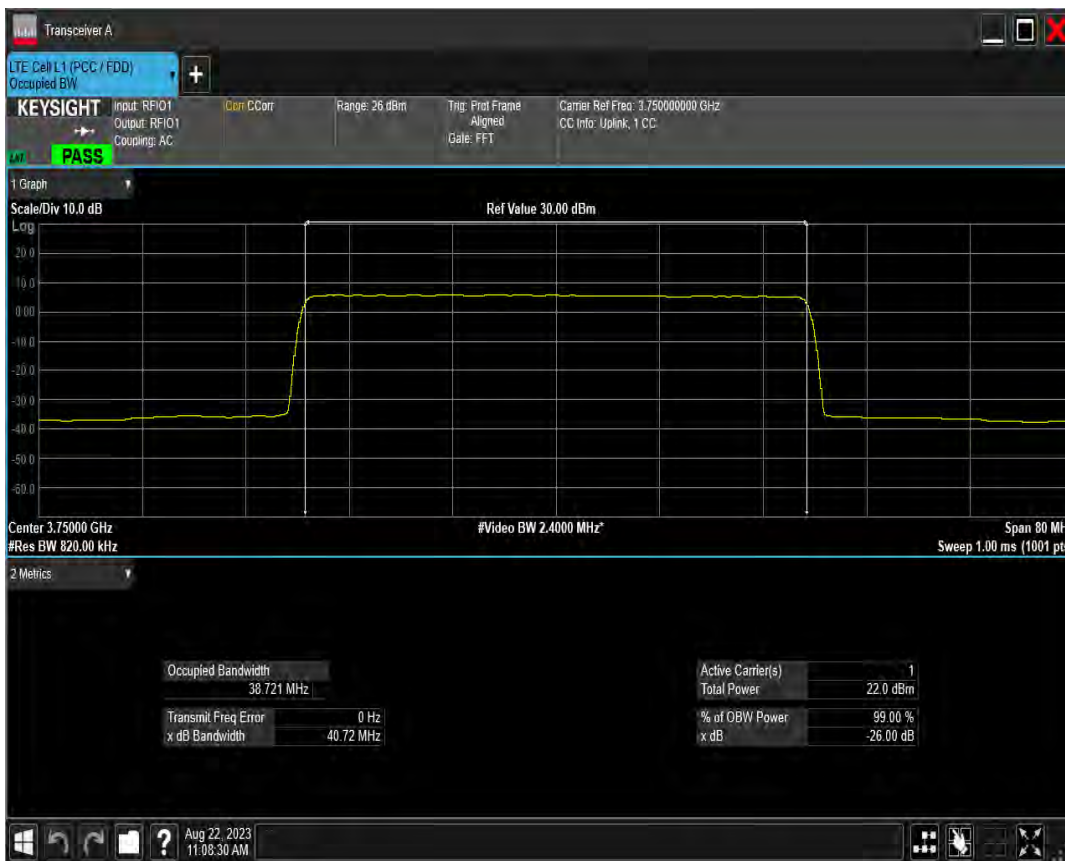 Transceiver A
LTE Cell L1 (PCC / FDD)
Occupied BW
+
KEYSIGHT
PASS
Input: RFIO1
Output: RFIO1
Coupling: AC
Corr CCorr
Range: 26 dBm
Trig: Prot Frame
Aligned
Gate: FFT
Carrier Ref Freq: 3.750000000 GHz
CC Info: Uplink, 1 CC
1 Graph
Scale/Div 10.0 dB
Ref Value 30.00 dBm
Log
20.0
10.0
0.00
-10.0
-20.0
-30.0
-40.0
-50.0
-60.0
Center 3.75000 GHz
#Video BW 2.4000 MHz*
Span 80 MH
#Res BW 820.00 kHz
Sweep 1.00 ms (1001 pts
2 Metrics
Occupied Bandwidth
38.721 MHz
Transmit Freq Error 0 Hz
x dB Bandwidth 40.72 MHz
Active Carrier(s) 1
Total Power 22.0 dBm
% of OBW Power 99.00 %
x dB -26.00 dB
?
Aug 22, 2023
11:08:30 AM